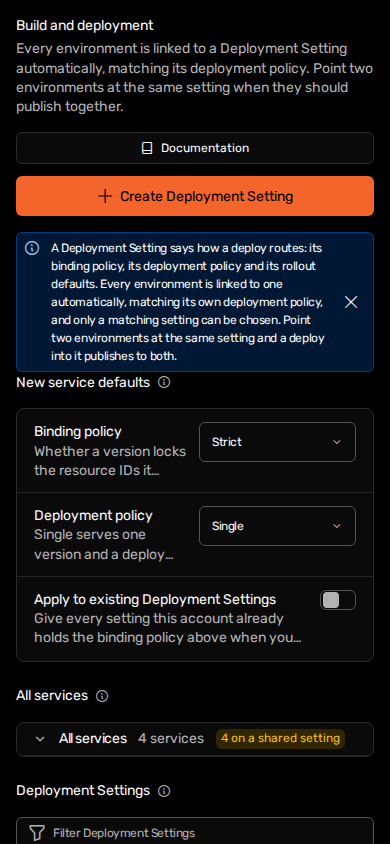 Build and deployment
Every environment is linked to a Deployment Setting
automatically, matching its deployment policy. Point two
environments at the same setting when they should
publish together.
Documentation
Create Deployment Setting
A Deployment Setting says how a deploy routes: its
binding policy, its deployment policy and its rollout
defaults. Every environment is linked to one
automatically, matching its own deployment policy,
and only a matching setting can be chosen. Point
two environments at the same setting and a deploy
into it publishes to both.
New service defaults
Binding policy
Whether a version locks
the resource IDs it…
Strict
Deployment policy
Single serves one
version and a deploy…
Single
Apply to existing Deployment Settings
Give every setting this account already
holds the binding policy above when you…
All services
All services 4 services 4 on a shared setting
Deployment Settings
Filter Deployment Settings